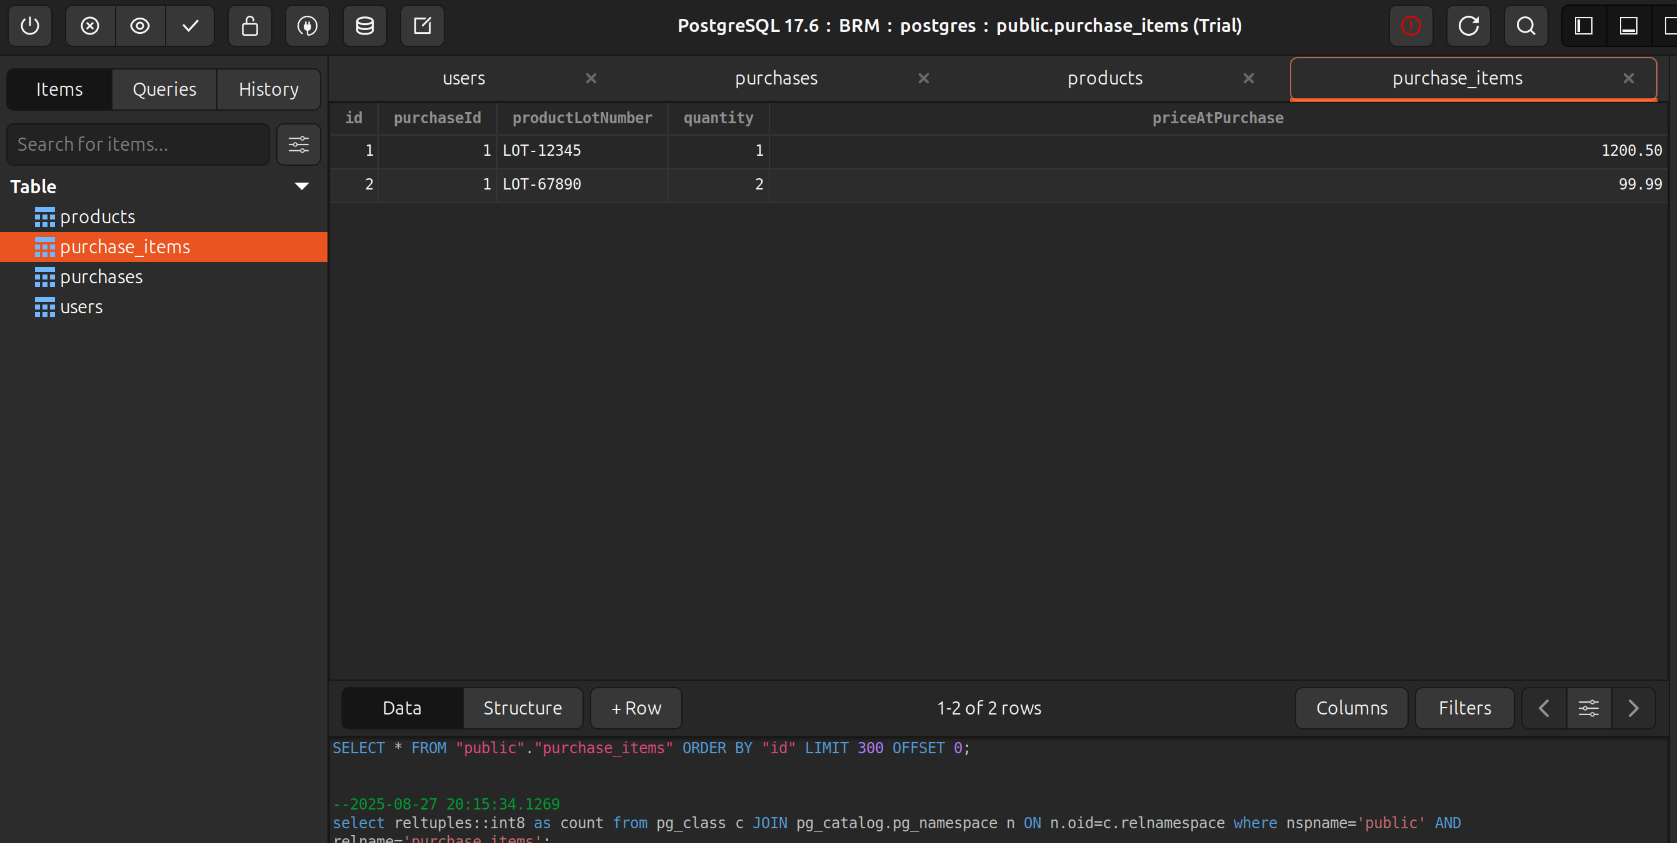 PostgreSQL 17.6 : BRM : postgres : public.purchase_items (Trial)
Items Queries History
users × purchases × products × purchase_items ×
Search for items...
id purchaseId productLotNumber quantity priceAtPurchase
1 1 LOT-12345 1 1200.50
2 1 LOT-67890 2 99.99
Table
products
purchase_items
purchases
users
Data Structure + Row 1-2 of 2 rows Columns Filters
SELECT * FROM "public"."purchase_items" ORDER BY "id" LIMIT 300 OFFSET 0;
--2025-08-27 20:15:34.1269
select reltuples::int8 as count from pg_class c JOIN pg_catalog.pg_namespace n ON n.oid=c.relnamespace where nspname='public' AND
relname='purchase_items';